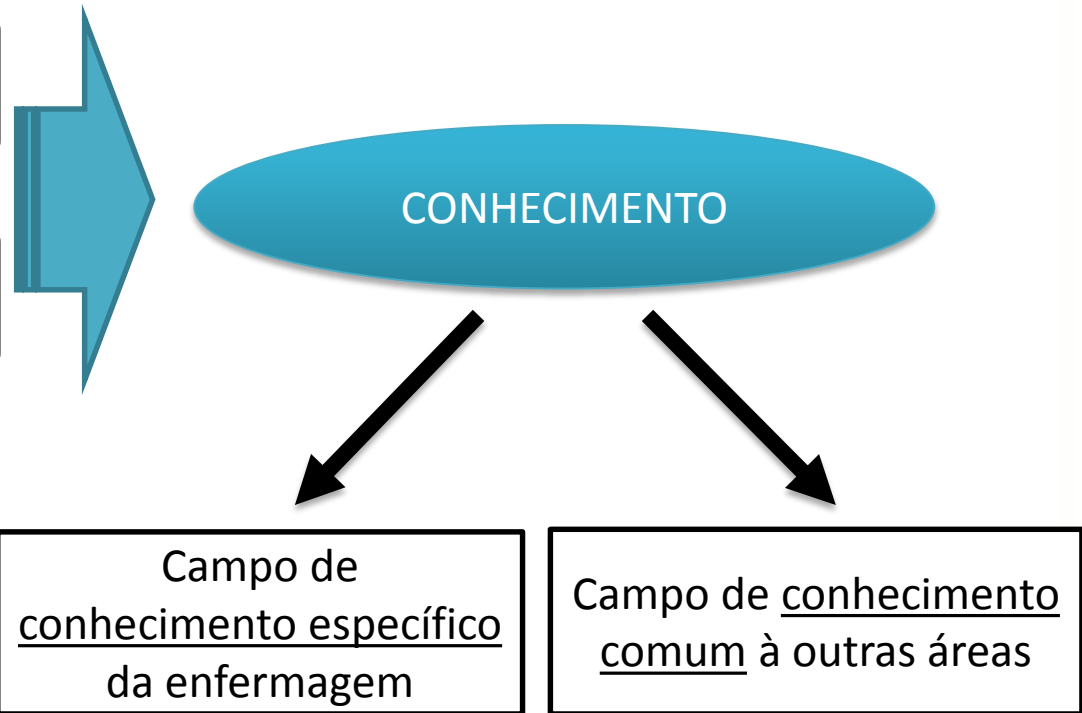 CONHECIMENTO
Campo de
conhecimento específico
da enfermagem
Campo de conhecimento
comum à outras áreas